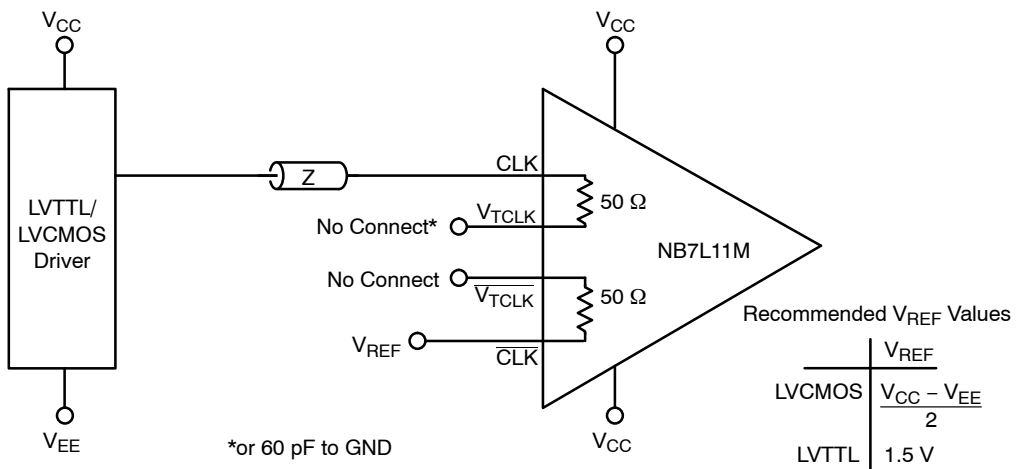 VCC
VCC
LVTTL/
LVCMOS
Driver
Z
CLK
50 Ω
No Connect*
VTCLK
NB7L11M
No Connect
VTCLK
50 Ω
VREF
CLK
VEE
VCC
*or 60 pF to GND
Recommended VREF Values
VREF
LVCMOS
VCC – VEE
2
LVTTL
1.5 V